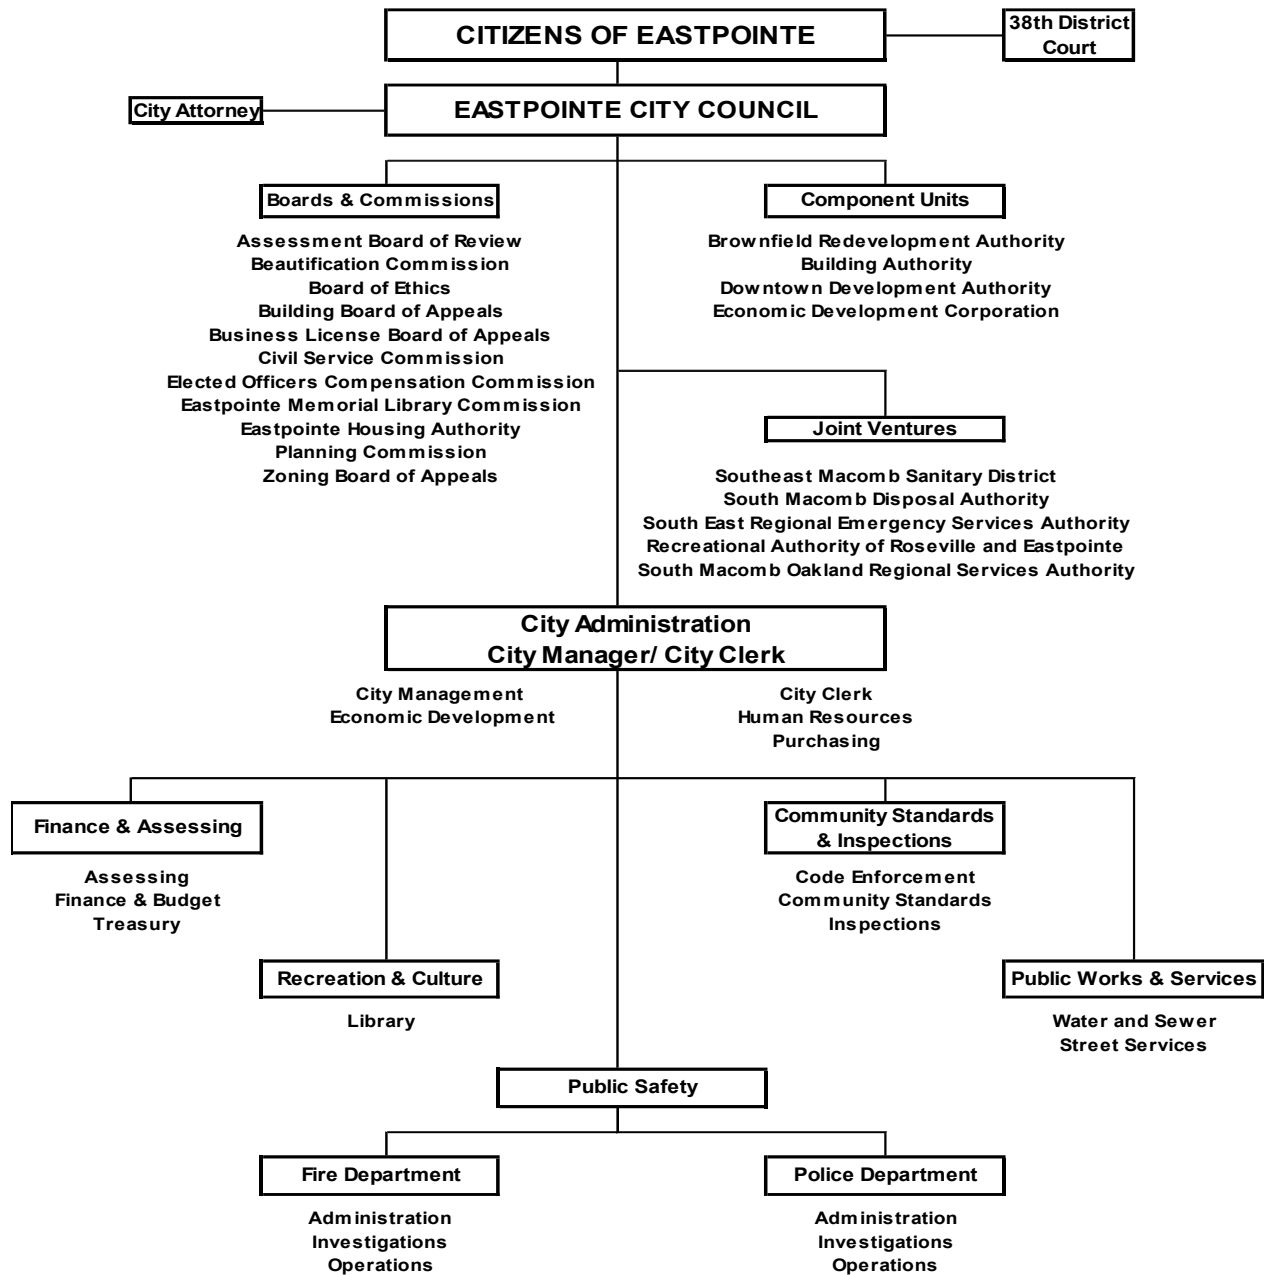 CITIZENS OF EASTPOINTE
38th District
Court
City Attorney
EASTPOINTE CITY COUNCIL
Boards & Commissions
Assessment Board of Review
Beautification Commission
Board of Ethics
Building Board of Appeals
Business License Board of Appeals
Civil Service Commission
Elected Officers Compensation Commission
Eastpointe Memorial Library Commission
Eastpointe Housing Authority
Planning Commission
Zoning Board of Appeals
Component Units
Brownfield Redevelopment Authority
Building Authority
Downtown Development Authority
Economic Development Corporation
Joint Ventures
Southeast Macomb Sanitary District
South Macomb Disposal Authority
South East Regional Emergency Services Authority
Recreational Authority of Roseville and Eastpointe
South Macomb Oakland Regional Services Authority
City Administration
City Manager/ City Clerk
City Management
Economic Development
City Clerk
Human Resources
Purchasing
Finance & Assessing
Assessing
Finance & Budget
Treasury
Community Standards
& Inspections
Code Enforcement
Community Standards
Inspections
Recreation & Culture
Library
Public Works & Services
Water and Sewer
Street Services
Public Safety
Fire Department
Administration
Investigations
Operations
Police Department
Administration
Investigations
Operations